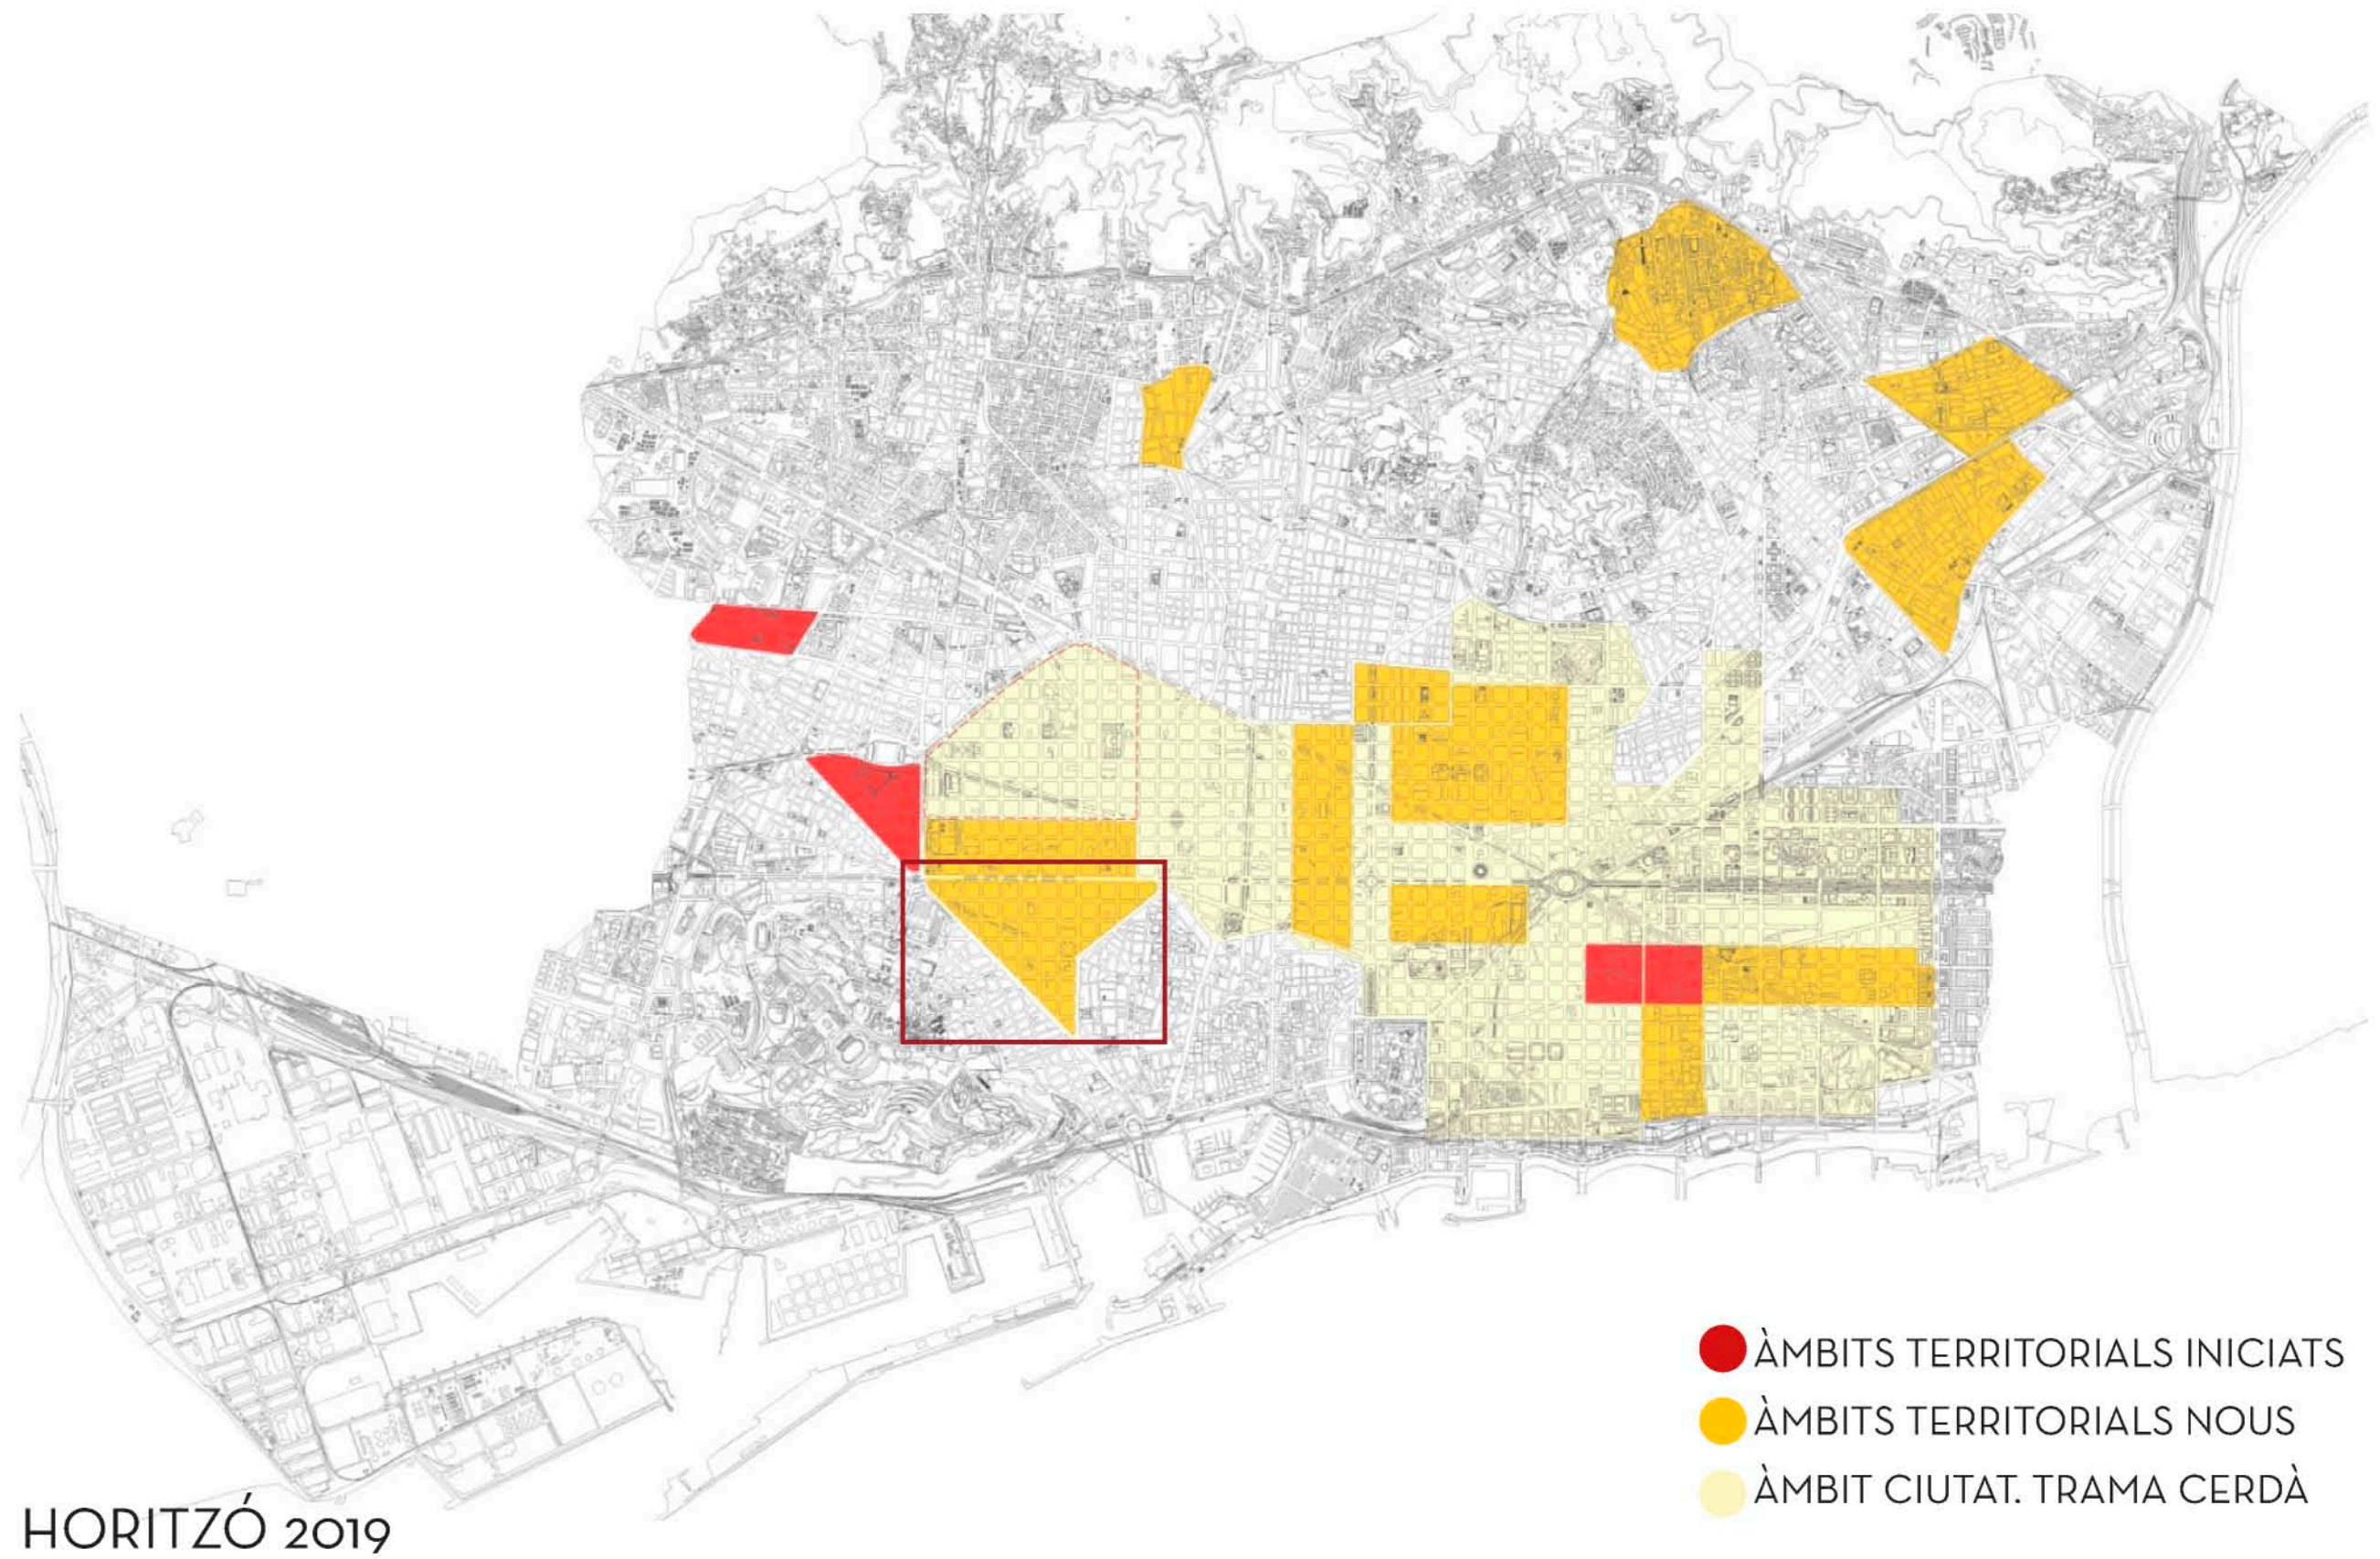 ÀMBITS TERRITORIALS INICIATS
ÀMBITS TERRITORIALS NOUS
ÀMBIT CIUTAT. TRAMA CERDÀ
HORITZÓ 2019